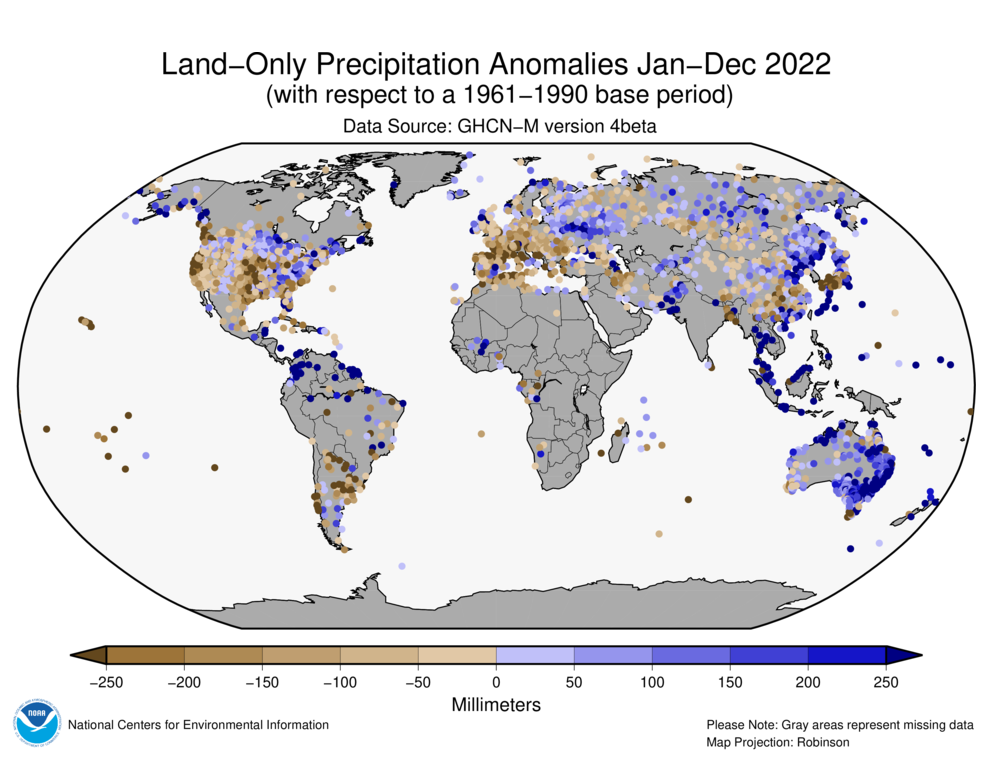 Land−Only Precipitation Anomalies Jan−Dec 2022
(with respect to a 1961−1990 base period)
Data Source: GHCN−M version 4beta
−250 −200 −150 −100 −50 0 50 100 150 200 250
Millimeters
NOAA
National Centers for Environmental Information
Please Note: Gray areas represent missing data
Map Projection: Robinson